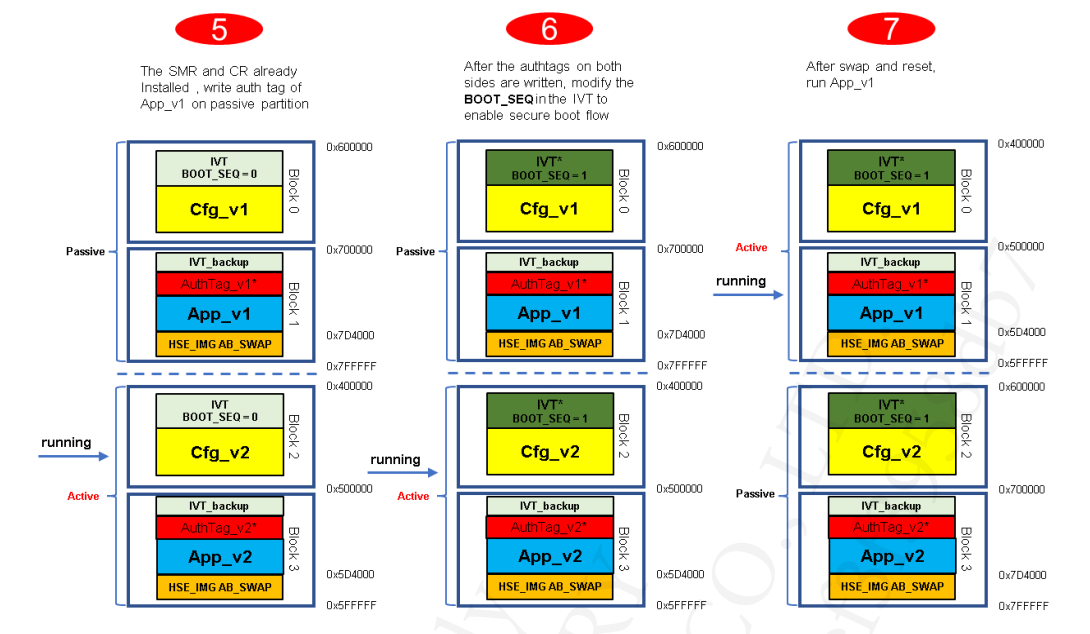 5
The SMR and CR already
Installed , write auth tag of
App_v1 on passive partition
0x600000
IVT
BOOT_SEQ = 0
Cfg_v1
Block 0
Passive
0x700000
IVT_backup
AuthTag_v1*
App_v1
Block 1
0x7D4000
HSE_IMG AB_SWAP
0x7FFFFF
0x400000
IVT
BOOT_SEQ = 0
Cfg_v2
Block 2
running
Active
0x500000
IVT_backup
AuthTag_v2*
App_v2
Block 3
0x5D4000
HSE_IMG AB_SWAP
0x5FFFFF
6
After the authtags on both
sides are written, modify the
BOOT_SEQ in the IVT to
enable secure boot flow
0x600000
IVT*
BOOT_SEQ = 1
Cfg_v1
Block 0
Passive
0x700000
IVT_backup
AuthTag_v1*
App_v1
Block 1
0x7D4000
HSE_IMG AB_SWAP
0x7FFFFF
0x400000
IVT*
BOOT_SEQ = 1
Cfg_v2
Block 2
running
Active
0x500000
IVT_backup
AuthTag_v2*
App_v2
Block 3
0x5D4000
HSE_IMG AB_SWAP
0x5FFFFF
7
After swap and reset,
run App_v1
0x400000
IVT*
BOOT_SEQ = 1
Cfg_v1
Block 0
Active
0x500000
running
IVT_backup
AuthTag_v1*
App_v1
Block 1
0x5D4000
HSE_IMG AB_SWAP
0x5FFFFF
0x600000
IVT*
BOOT_SEQ = 1
Cfg_v2
Block 2
Passive
0x700000
IVT_backup
AuthTag_v2*
App_v2
Block 3
0x7D4000
HSE_IMG AB_SWAP
0x7FFFFF
CO., LTD